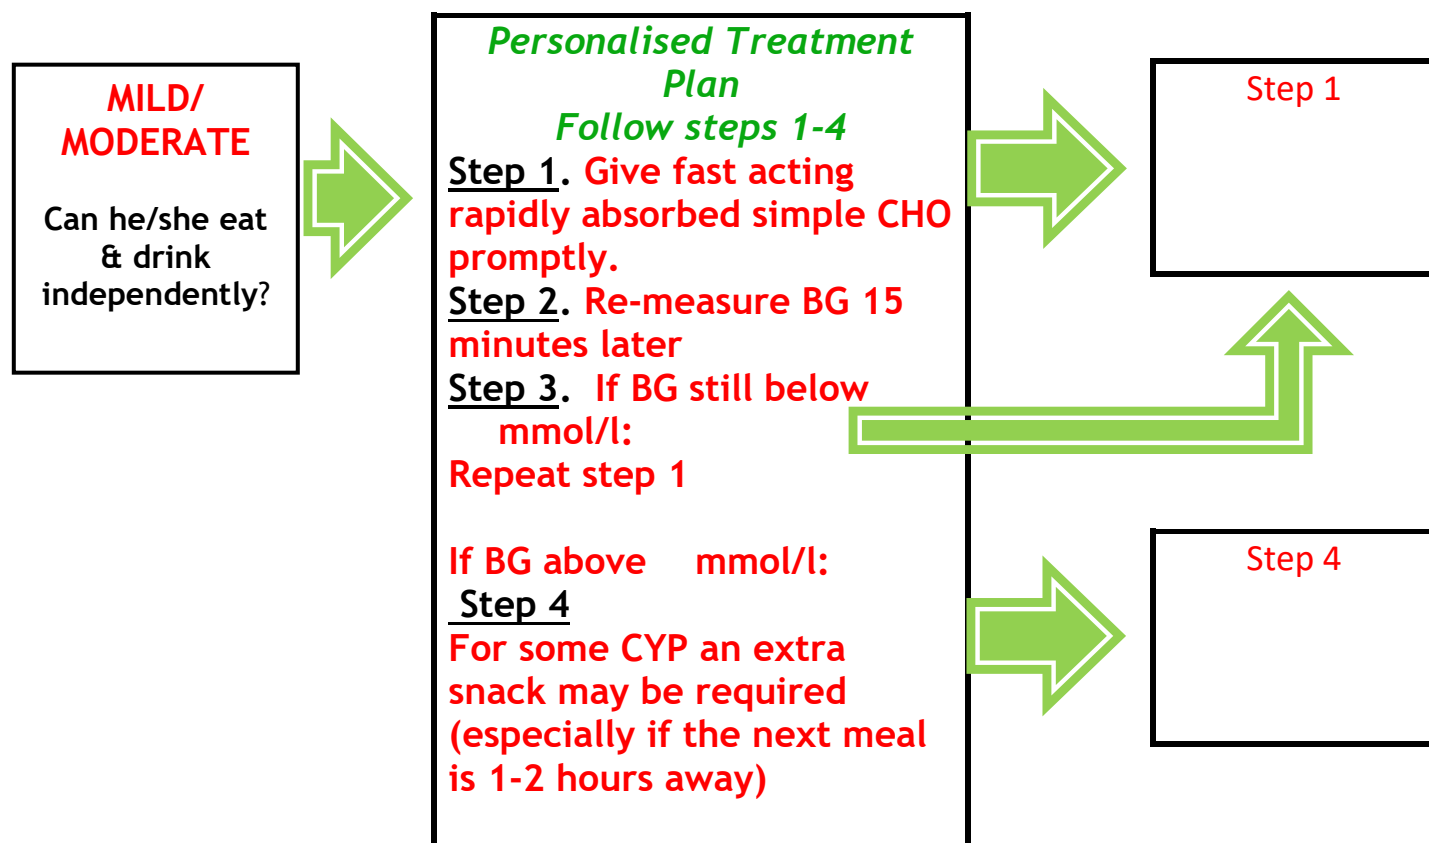 MILD/
MODERATE
Can he/she eat
& drink
independently?
Personalised Treatment
Plan
Follow steps 1-4
Step 1. Give fast acting
rapidly absorbed simple CHO
promptly.
Step 2. Re-measure BG 15
minutes later
Step 3. If BG still below
mmol/l:
Repeat step 1
If BG above mmol/l:
Step 4
For some CYP an extra
snack may be required
(especially if the next meal
is 1-2 hours away)
Step 1
Step 4